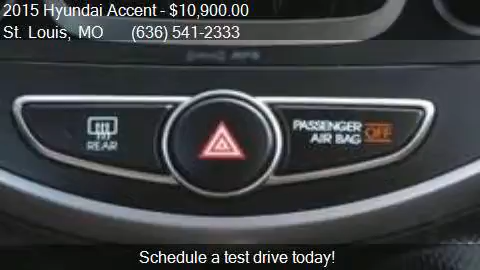 2015 Hyundai Accent - $10,900.00
St. Louis, MO (636) 541-2333
REAR
PASSENGER
AIR BAG OFF
Schedule a test drive today!